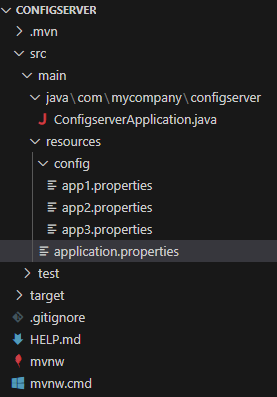 CONFIGSERVER
.mvn
src
main
java\com\mycompany\configserver
J ConfigserverApplication.java
resources
config
app1.properties
app2.properties
app3.properties
application.properties
test
target
.gitignore
HELP.md
mvnw
mvnw.cmd